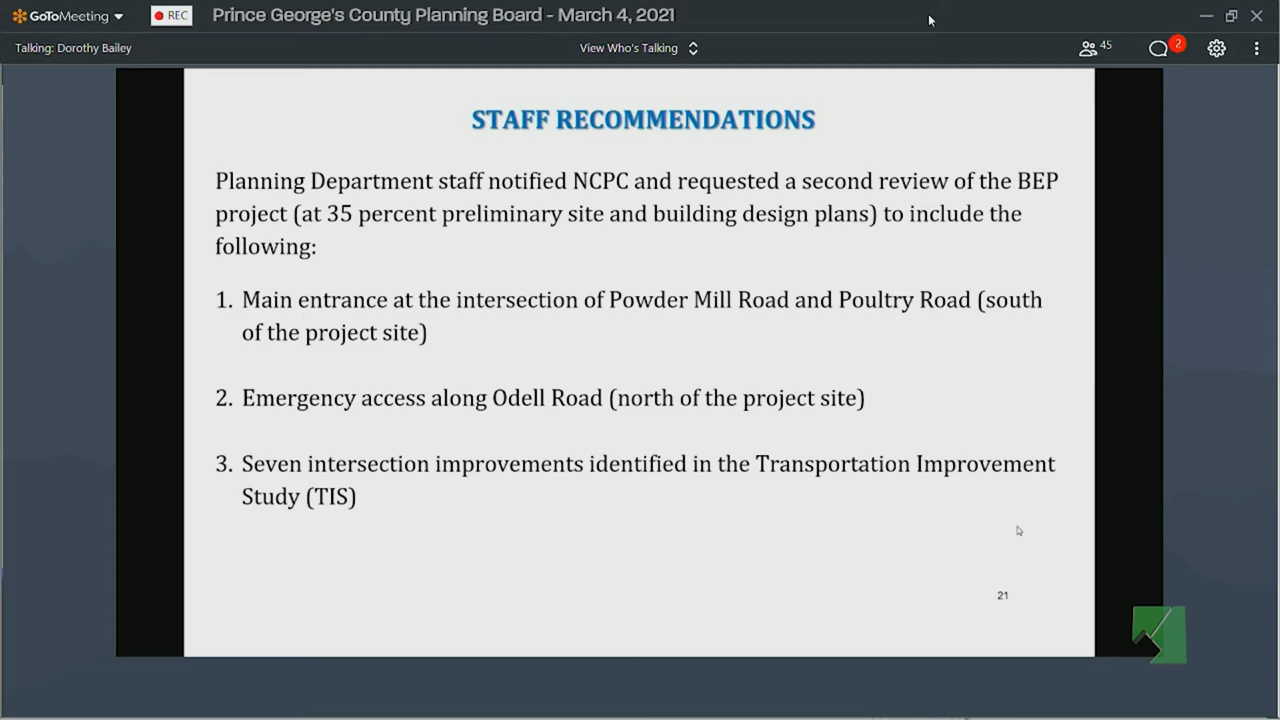 GoToMeeting
REC
Prince George's County Planning Board - March 4, 2021
Talking: Dorothy Bailey
View Who's Talking
45
2
STAFF RECOMMENDATIONS
Planning Department staff notified NCPC and requested a second review of the BEP
project (at 35 percent preliminary site and building design plans) to include the
following:
1. Main entrance at the intersection of Powder Mill Road and Poultry Road (south
of the project site)
2. Emergency access along Odell Road (north of the project site)
3. Seven intersection improvements identified in the Transportation Improvement
Study (TIS)
21